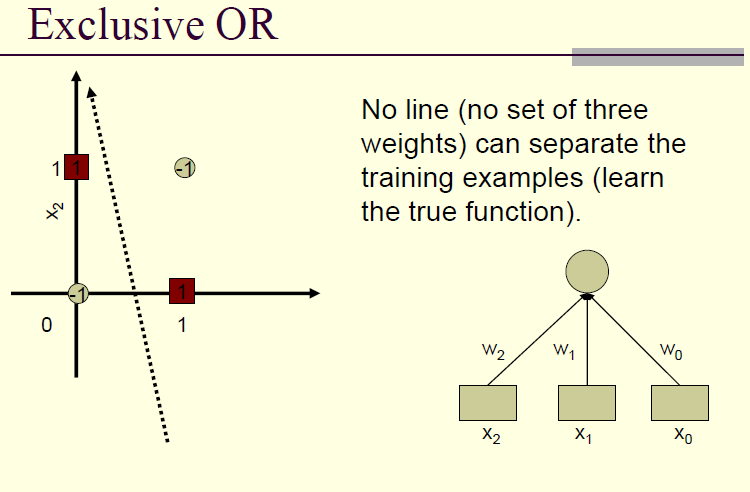 Exclusive OR
No line (no set of three
weights) can separate the
training examples (learn
the true function).
1
1
-1
x2
-1
1
0
1
w2
w1
w0
x2
x1
x0